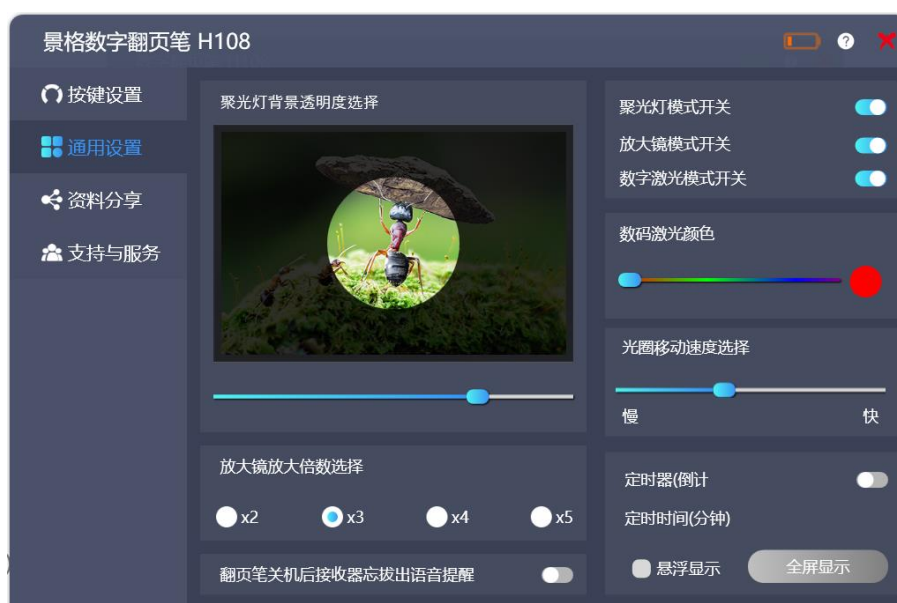 景格数字翻页笔 H108
按键设置
通用设置
资料分享
支持与服务
聚光灯背景透明度选择
放大镜放大倍数选择
x2 x3 x4 x5
翻页笔关机后接收器忘拔出语音提醒
聚光灯模式开关
放大镜模式开关
数字激光模式开关
数码激光颜色
光圈移动速度选择
慢 快
定时器(倒计
定时时间(分钟)
悬浮显示 全屏显示